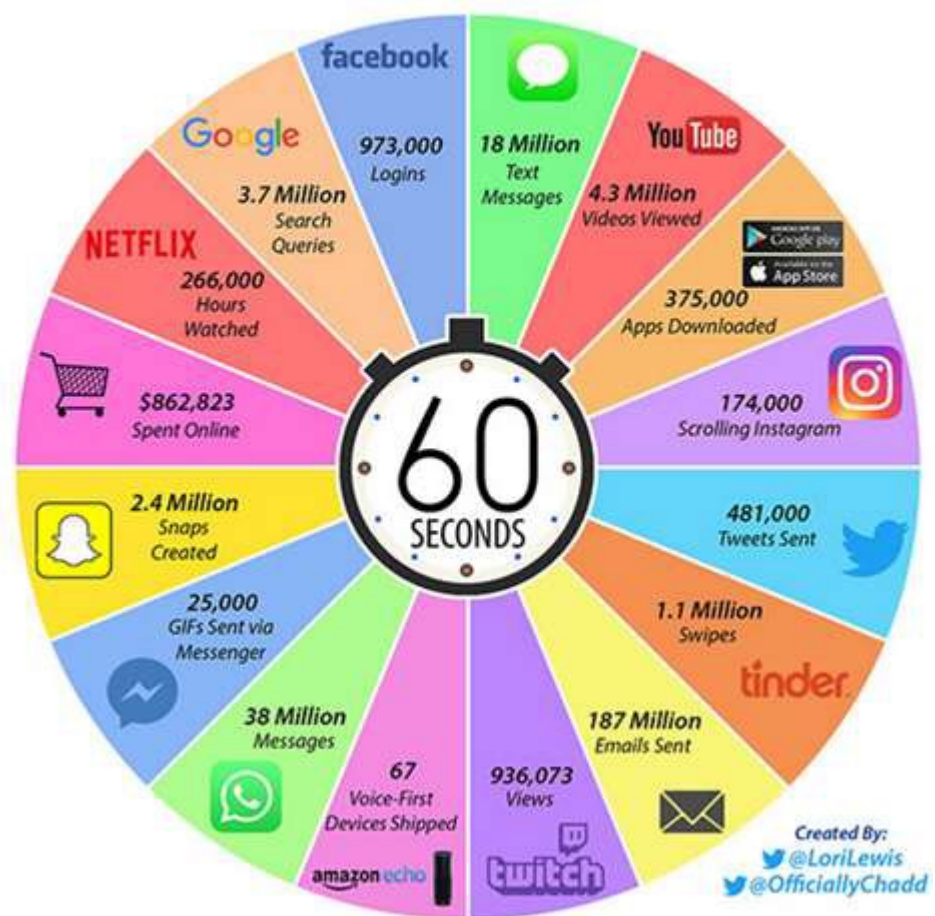 facebook
973,000
Logins
18 Million
Text
Messages
YouTube
4.3 Million
Videos Viewed
Google play
Available on the
App Store
375,000
Apps Downloaded
174,000
Scrolling Instagram
481,000
Tweets Sent
1.1 Million
Swipes
tinder
187 Million
Emails Sent
936,073
Views
twitch
67
Voice-First
Devices Shipped
amazon echo
38 Million
Messages
25,000
GIFs Sent via
Messenger
2.4 Million
Snaps
Created
$862,823
Spent Online
NETFLIX
266,000
Hours
Watched
Google
3.7 Million
Search
Queries
60
SECONDS
Created By:
@LoriLewis
@OfficiallyChadd